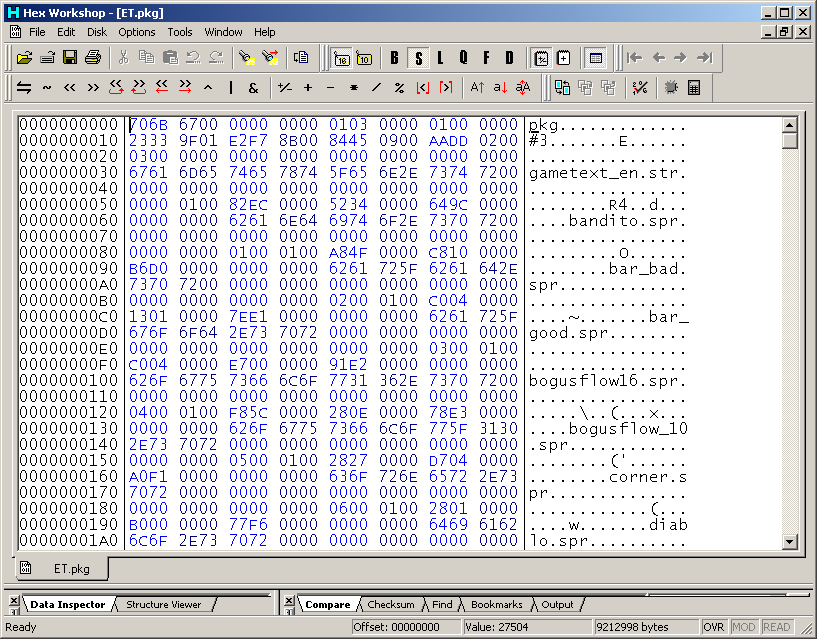 Hex Workshop - [ET.pkg]
File Edit Disk Options Tools Window Help
16 10 B S L Q F D
0000000000 706B 6700 0000 0000 0103 0000 0100 0000 pkg.............
0000000010 2333 9F01 E2F7 8B00 8445 0900 AADD 0200 #3.......E......
0000000020 0300 0000 0000 0000 0000 0000 0000 0000 ................
0000000030 6761 6D65 7465 7874 5F65 6E2E 7374 7200 gametext_en.str.
0000000040 0000 0000 0000 0000 0000 0000 0000 0000 ................
0000000050 0000 0100 82EC 0000 5234 0000 649C 0000 ........R4..d...
0000000060 0000 0000 6261 6E64 6974 6F2E 7370 7200 ....bandito.spr.
0000000070 0000 0000 0000 0000 0000 0000 0000 0000 ................
0000000080 0000 0000 0100 0100 A84F 0000 C810 0000 .........O......
0000000090 B6D0 0000 0000 0000 6261 725F 6261 642E ........bar_bad.
00000000A0 7370 7200 0000 0000 0000 0000 0000 0000 spr.............
00000000B0 0000 0000 0000 0000 0200 0100 C004 0000 ................
00000000C0 1301 0000 7EE1 0000 0000 0000 6261 725F ....~.......bar_
00000000D0 676F 6F64 2E73 7072 0000 0000 0000 0000 good.spr........
00000000E0 0000 0000 0000 0000 0000 0000 0300 0100 ................
00000000F0 C004 0000 E700 0000 91E2 0000 0000 0000 ................
0000000100 626F 6775 7366 6C6F 7731 362E 7370 7200 bogusflow16.spr.
0000000110 0000 0000 0000 0000 0000 0000 0000 0000 ................
0000000120 0400 0100 F85C 0000 280E 0000 78E3 0000 .....\..(...x...
0000000130 0000 0000 626F 6775 7366 6C6F 775F 3130 ....bogusflow_10
0000000140 2E73 7072 0000 0000 0000 0000 0000 0000 .spr............
0000000150 0000 0000 0500 0100 2827 0000 D704 0000 ........('......
0000000160 A0F1 0000 0000 0000 636F 726E 6572 2E73 ........corner.s
0000000170 7072 0000 0000 0000 0000 0000 0000 0000 pr..............
0000000180 0000 0000 0000 0000 0600 0100 2801 0000 ............(...
0000000190 B000 0000 77F6 0000 0000 0000 6469 6162 ....w.......diab
00000001A0 6C6F 2E73 7072 0000 0000 0000 0000 0000 lo.spr..........
ET.pkg
Data Inspector Structure Viewer Compare Checksum Find Bookmarks Output
Ready Offset: 00000000 Value: 27504 9212998 bytes OVR MOD READ